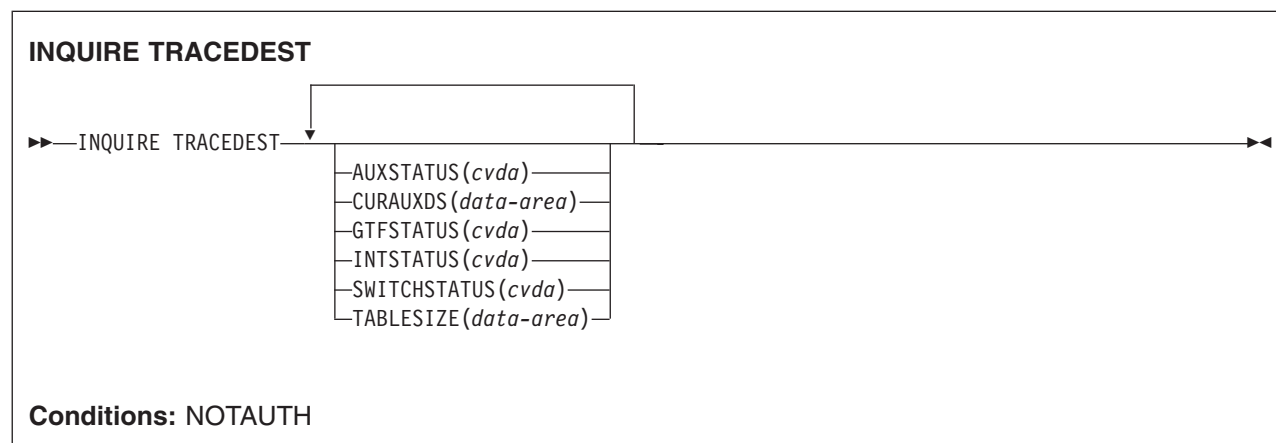 INQUIRE TRACEDEST
INQUIRE TRACEDEST
AUXSTATUS(cvda)
CURAUXDS(data-area)
GTFSTATUS(cvda)
INTSTATUS(cvda)
SWITCHSTATUS(cvda)
TABLESIZE(data-area)
Conditions: NOTAUTH